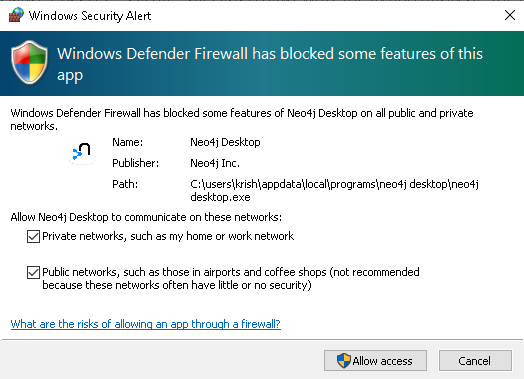 Windows Security Alert
Windows Defender Firewall has blocked some features of this
app
Windows Defender Firewall has blocked some features of Neo4j Desktop on all public and private
networks.
Name: Neo4j Desktop
Publisher: Neo4j Inc.
Path: C:\users\krish\appdata\local\programs\neo4j desktop\neo4j
desktop.exe
Allow Neo4j Desktop to communicate on these networks:
Private networks, such as my home or work network
Public networks, such as those in airports and coffee shops (not recommended
because these networks often have little or no security)
What are the risks of allowing an app through a firewall?
Allow access Cancel